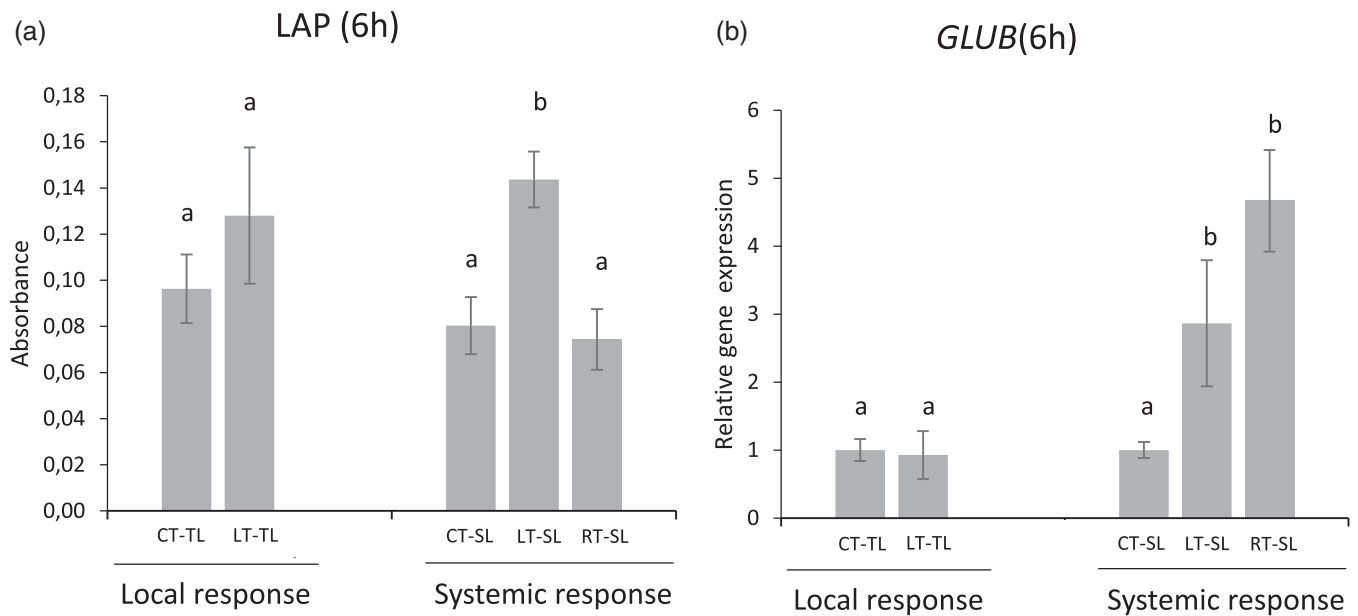 (a)
LAP (6h)
Absorbance
0,18
0,16
0,14
0,12
0,10
0,08
0,06
0,04
0,02
0,00
a
a
a
b
a
CT-TL
LT-TL
CT-SL
LT-SL
RT-SL
Local response
Systemic response
(b)
GLUB(6h)
Relative gene expression
6
5
4
3
2
1
0
a
a
a
b
b
CT-TL
LT-TL
CT-SL
LT-SL
RT-SL
Local response
Systemic response